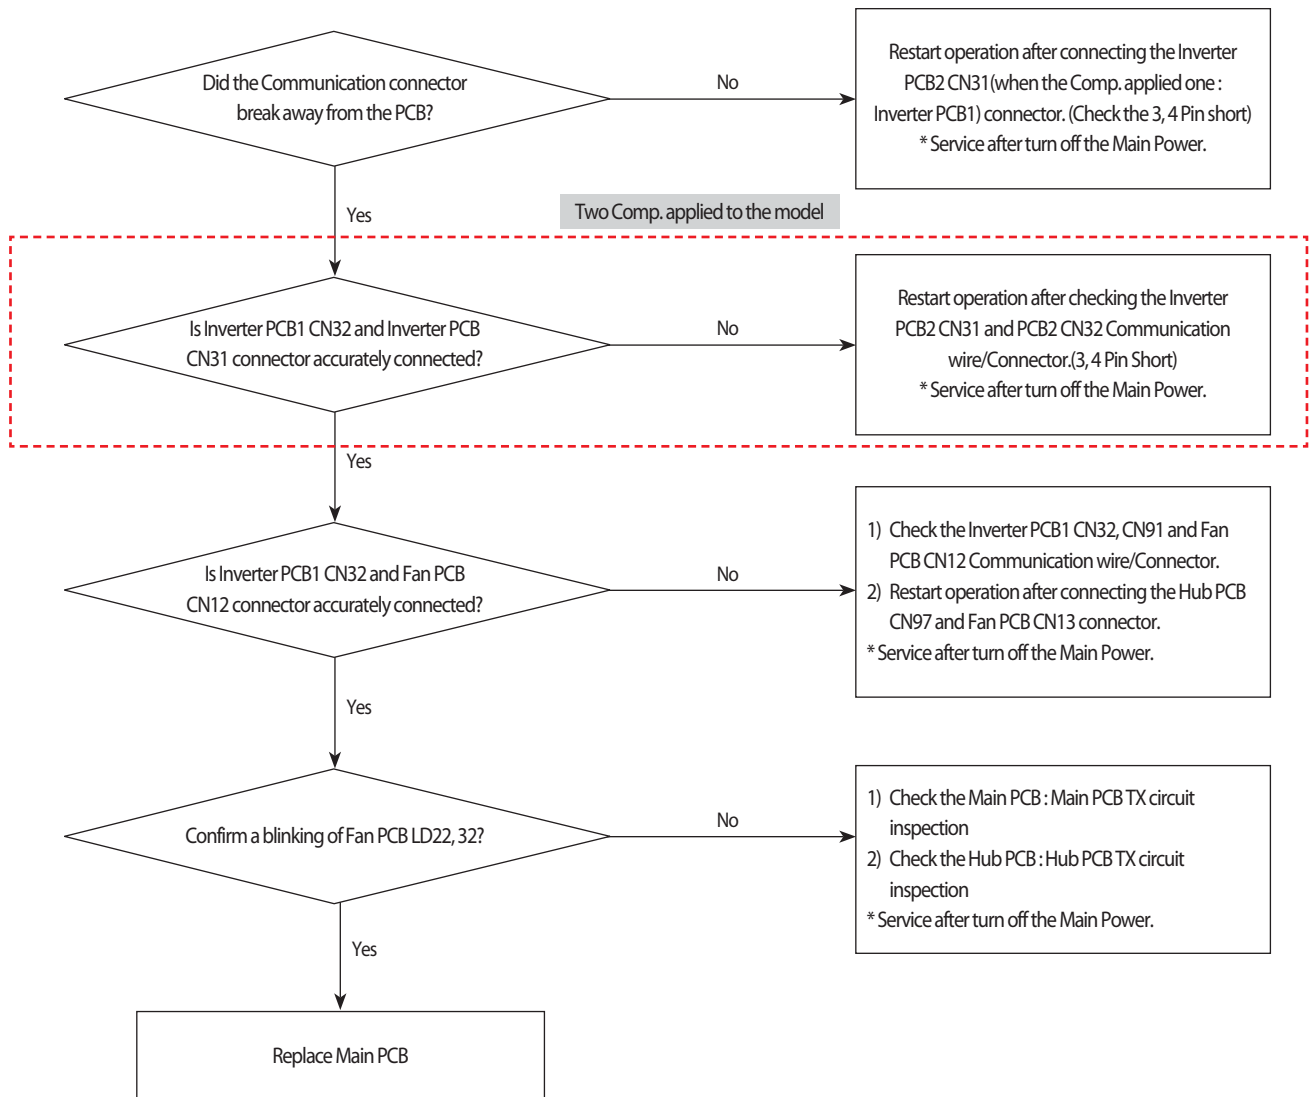 Did the Communication connector
break away from the PCB?
No
Restart operation after connecting the Inverter
PCB2 CN31(when the Comp. applied one :
Inverter PCB1) connector. (Check the 3, 4 Pin short)
* Service after turn off the Main Power.
Yes
Two Comp. applied to the model
Is Inverter PCB1 CN32 and Inverter PCB
CN31 connector accurately connected?
No
Restart operation after checking the Inverter
PCB2 CN31 and PCB2 CN32 Communication
wire/Connector.(3, 4 Pin Short)
* Service after turn off the Main Power.
Yes
Is Inverter PCB1 CN32 and Fan PCB
CN12 connector accurately connected?
No
1) Check the Inverter PCB1 CN32, CN91 and Fan
PCB CN12 Communication wire/Connector.
2) Restart operation after connecting the Hub PCB
CN97 and Fan PCB CN13 connector.
* Service after turn off the Main Power.
Yes
Confirm a blinking of Fan PCB LD22, 32?
No
1) Check the Main PCB : Main PCB TX circuit
inspection
2) Check the Hub PCB : Hub PCB TX circuit
inspection
* Service after turn off the Main Power.
Yes
Replace Main PCB